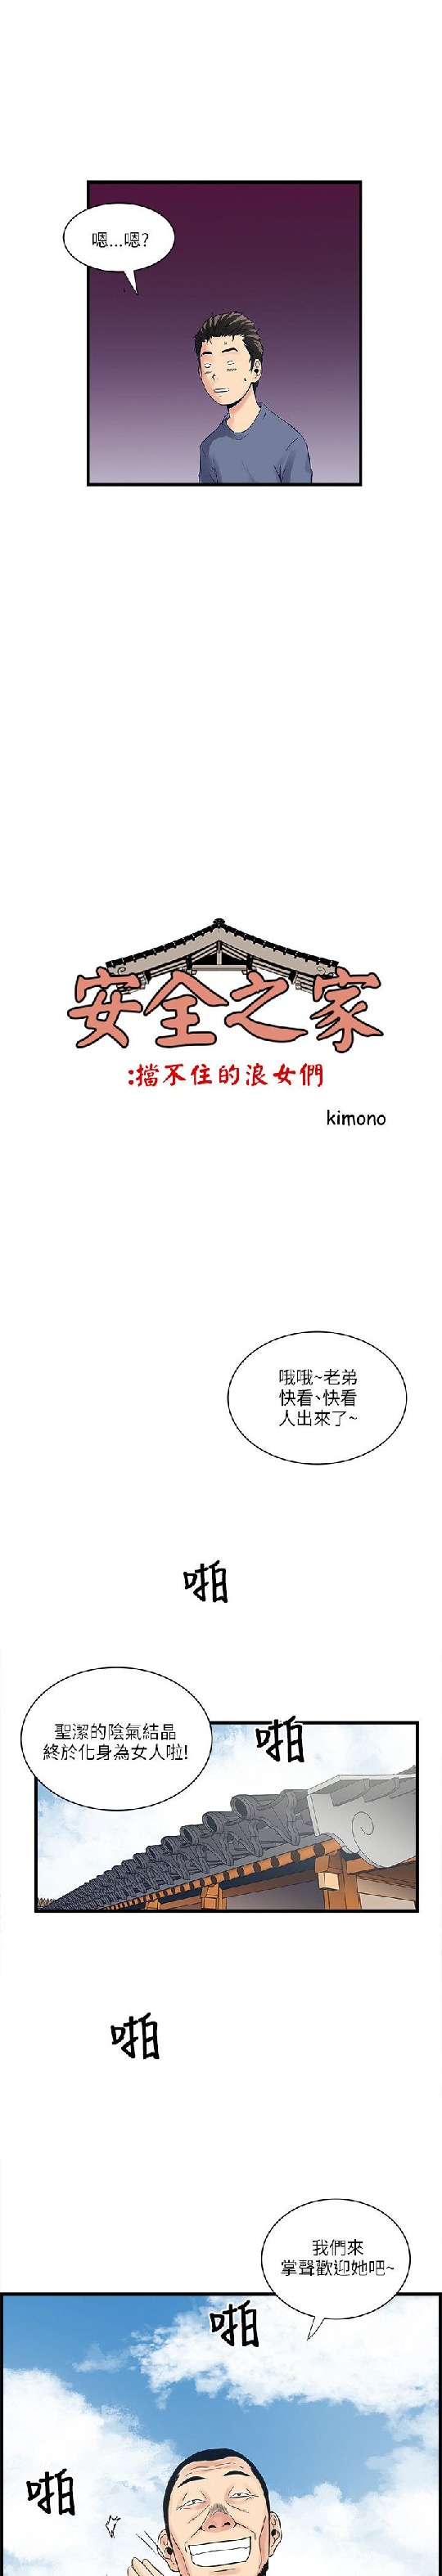 嗯...嗯?
安全之家
:擋不住的浪女們
kimono
哦哦~老弟
快看、快看
人出來了~
啪
聖潔的陰氣結晶
終於化身為女人啦!
啪
啪
我們來
掌聲歡迎她吧~
啪
啪